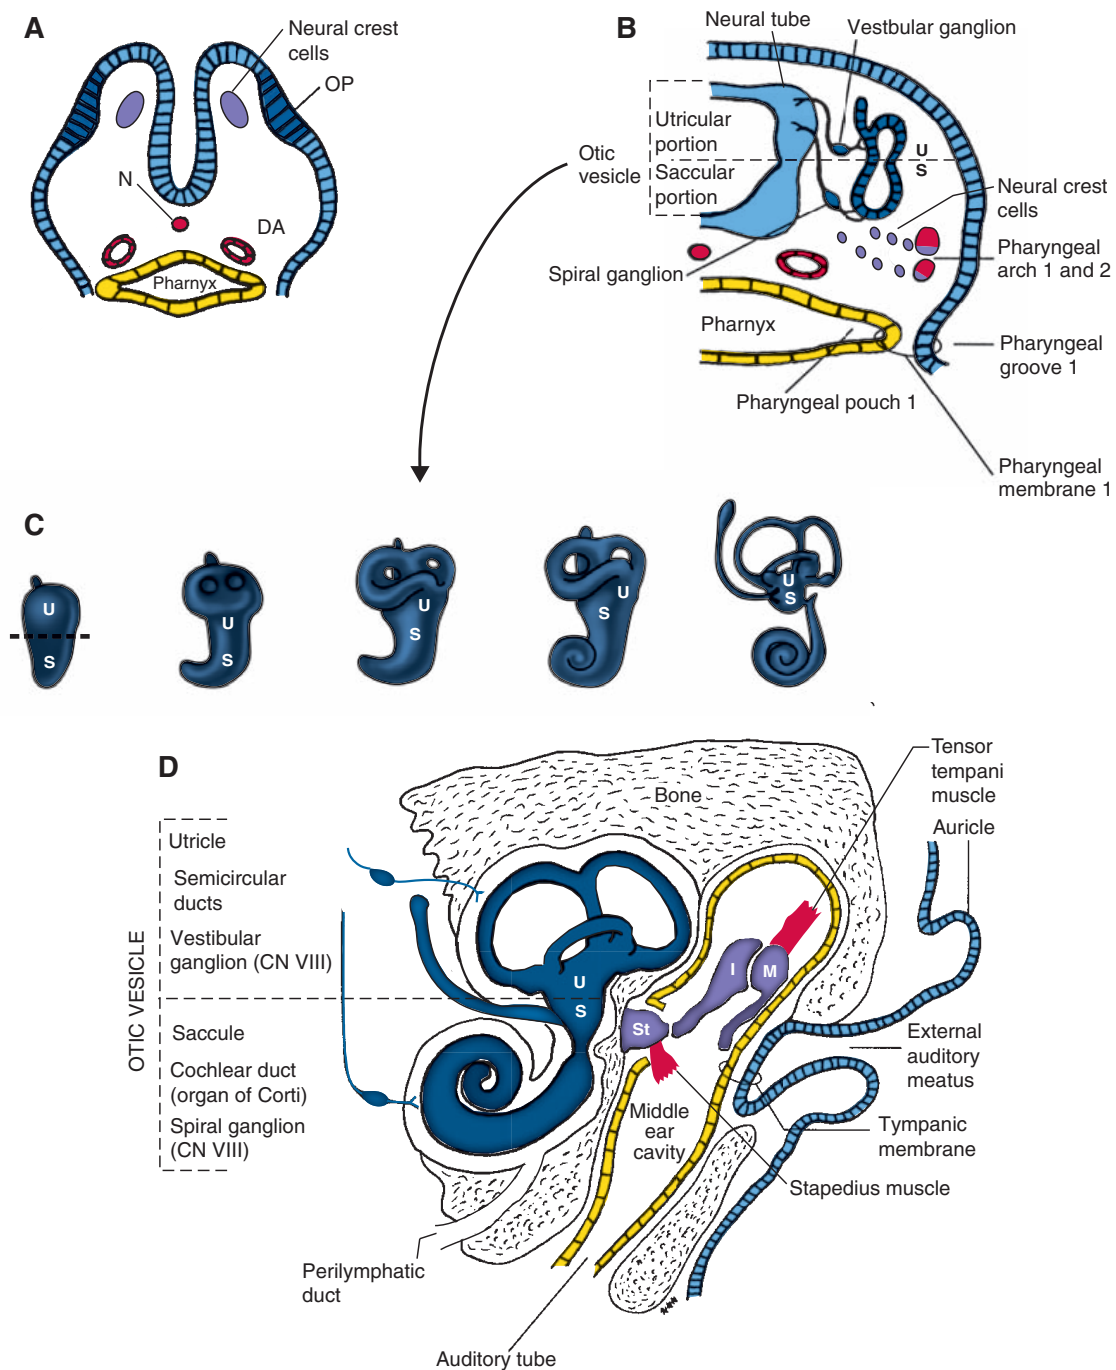 A
Neural crest
cells
OP
N
DA
Pharnyx
B
Neural tube
Vestbular ganglion
Utricular
portion
Otic
vesicle
Saccular
portion
U
S
Neural crest
cells
Pharyngeal
arch 1 and 2
Spiral ganglion
Pharnyx
Pharyngeal
groove 1
Pharyngeal pouch 1
Pharyngeal
membrane 1
C
U
S
U
S
U
S
U
S
U
S
D
OTIC VESICLE
Utricle
Semicircular
ducts
Vestibular
ganglion (CN VIII)
Saccule
Cochlear duct
(organ of Corti)
Spiral ganglion
(CN VIII)
Bone
Tensor
tempani
muscle
Auricle
U
S
I
M
St
External
auditory
meatus
Middle
ear
cavity
Tympanic
membrane
Stapedius muscle
Perilymphatic
duct
Auditory tube